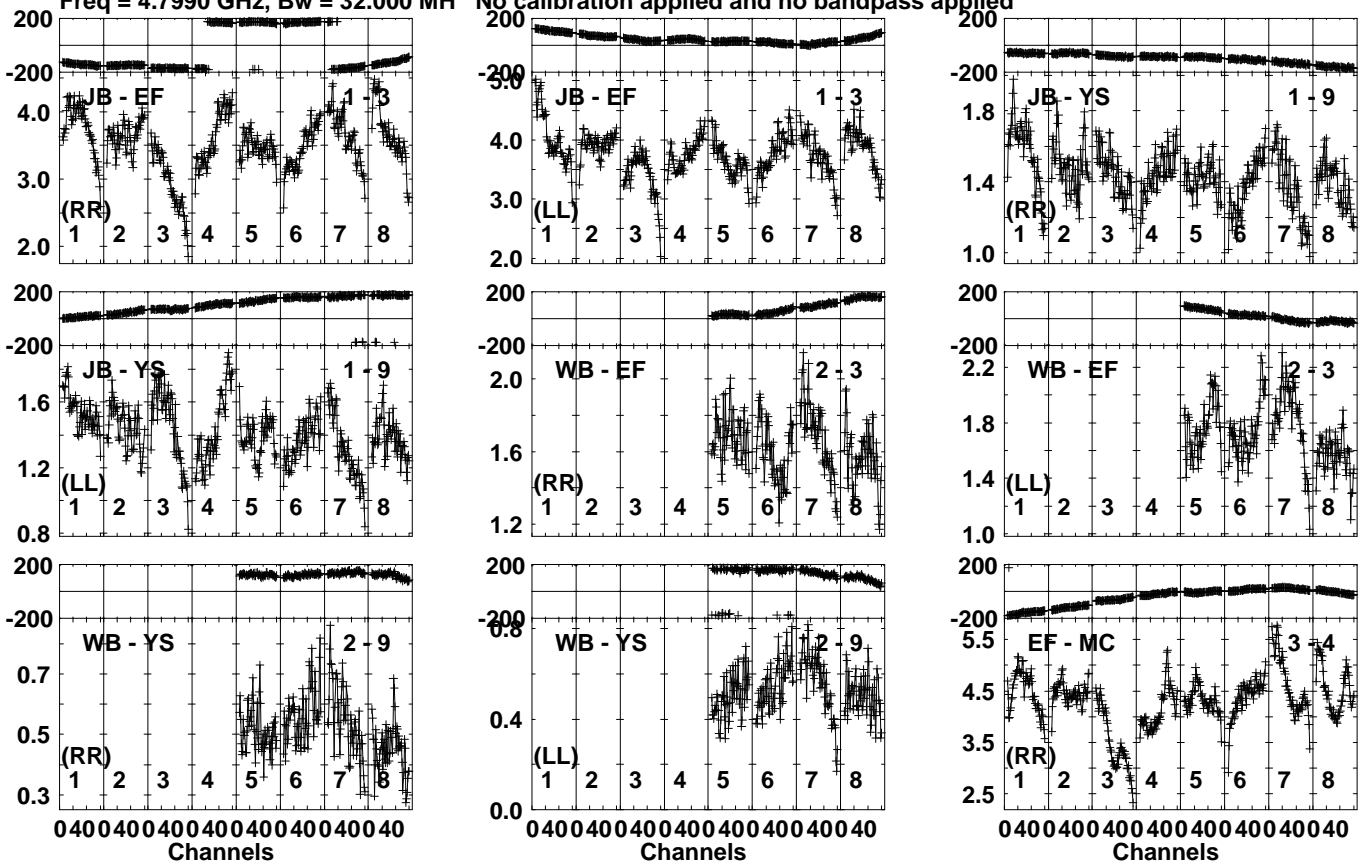 Freq = 4.7990 GHz, Bw = 32.000 MH No calibration applied and no bandpass applied
200
-200
JB - EF 1 - 3
4.0
3.0
2.0
(RR)
1 2 3 4 5 6 7 8
200
-200
5.0
JB - EF 1 - 3
4.0
3.0
2.0
(LL)
1 2 3 4 5 6 7 8
200
-200
JB - YS 1 - 9
1.8
1.4
1.0
(RR)
1 2 3 4 5 6 7 8
200
-200
JB - YS 1 - 9
1.6
1.2
0.8
(LL)
1 2 3 4 5 6 7 8
200
-200
WB - EF 2 - 3
2.0
1.6
1.2
(RR)
1 2 3 4 5 6 7 8
200
-200
WB - EF 2 - 3
2.2
1.8
1.4
1.0
(LL)
1 2 3 4 5 6 7 8
200
-200
WB - YS 2 - 9
0.7
0.5
0.3
(RR)
1 2 3 4 5 6 7 8
200
-200
0.8
WB - YS 2 - 9
0.4
0.0
(LL)
1 2 3 4 5 6 7 8
200
-200
EF - MC 3 - 4
5.5
4.5
3.5
2.5
(RR)
1 2 3 4 5 6 7 8
0 40 0 40 0 40 0 40 0 40 0 40 0 40 0 40
Channels
0 40 0 40 0 40 0 40 0 40 0 40 0 40 0 40
Channels
0 40 0 40 0 40 0 40 0 40 0 40 0 40 0 40
Channels